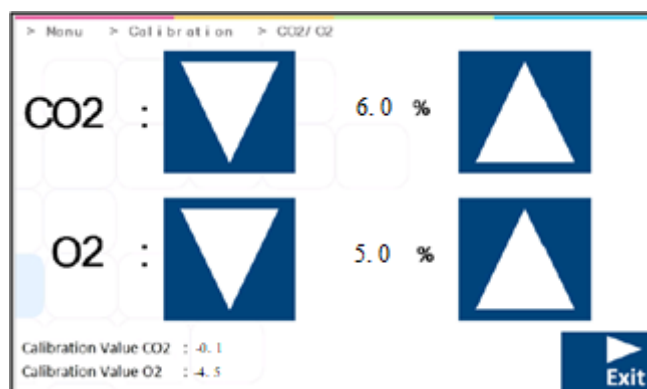 > Menu > Calibration > CO2/O2
CO2 : 6.0 %
O2 : 5.0 %
Calibration Value CO2 : -0.1
Calibration Value O2 : -4.5
Exit